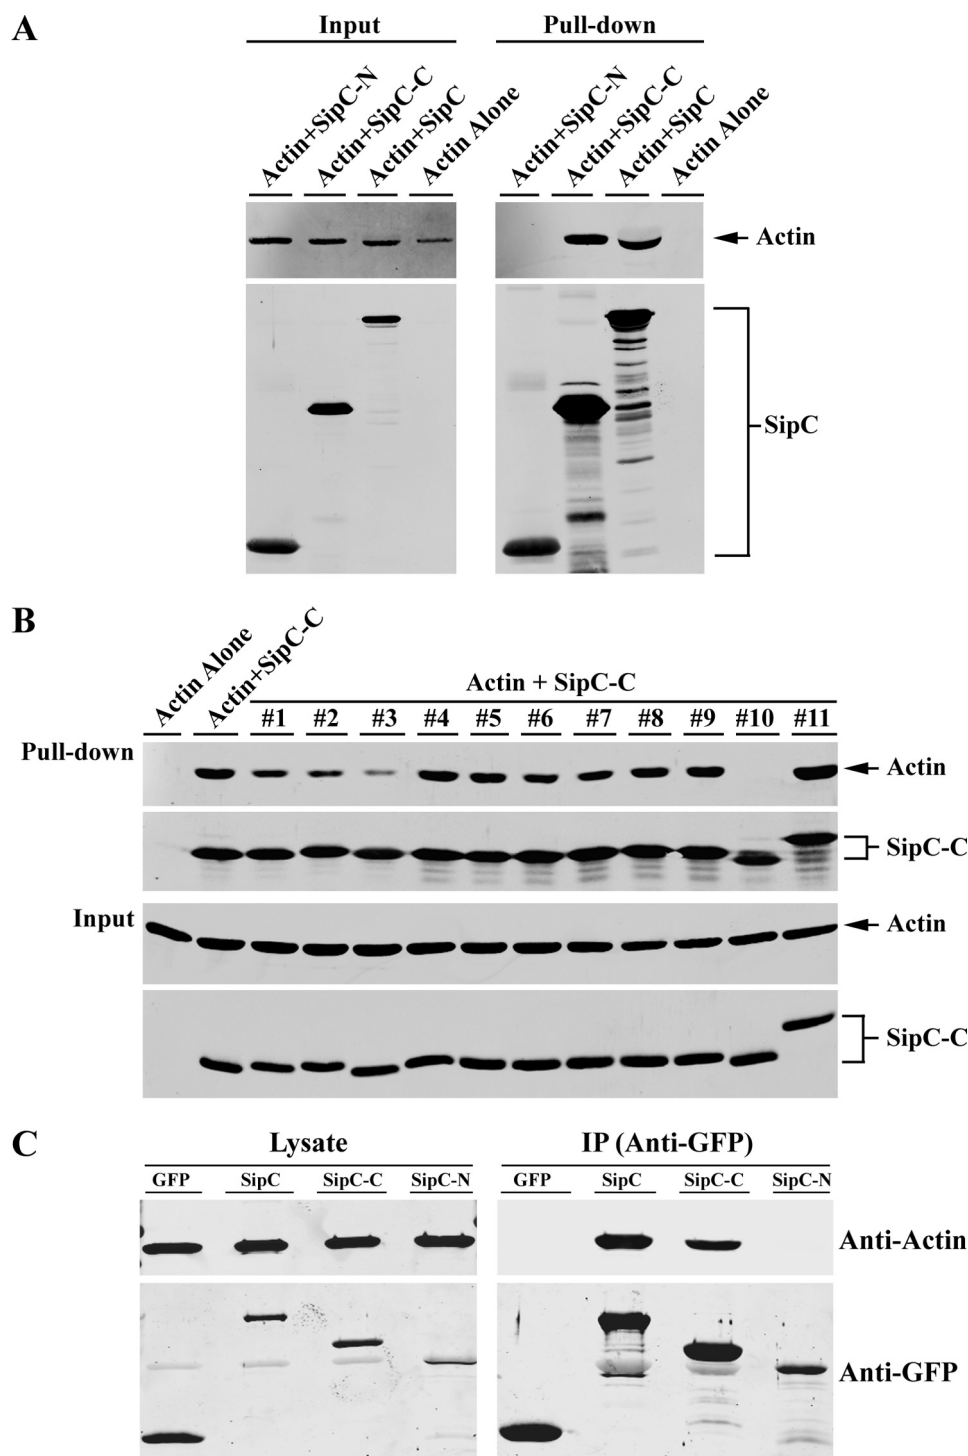 A
Input
Pull-down
Actin+SipC-N
Actin+SipC-C
Actin+SipC
Actin Alone
Actin+SipC-N
Actin+SipC-C
Actin+SipC
Actin Alone
Actin
SipC
B
Actin Alone
Actin+SipC-C
Actin + SipC-C
#1 #2 #3 #4 #5 #6 #7 #8 #9 #10 #11
Pull-down
Actin
SipC-C
Input
Actin
SipC-C
C
Lysate
IP (Anti-GFP)
GFP SipC SipC-C SipC-N
GFP SipC SipC-C SipC-N
Anti-Actin
Anti-GFP